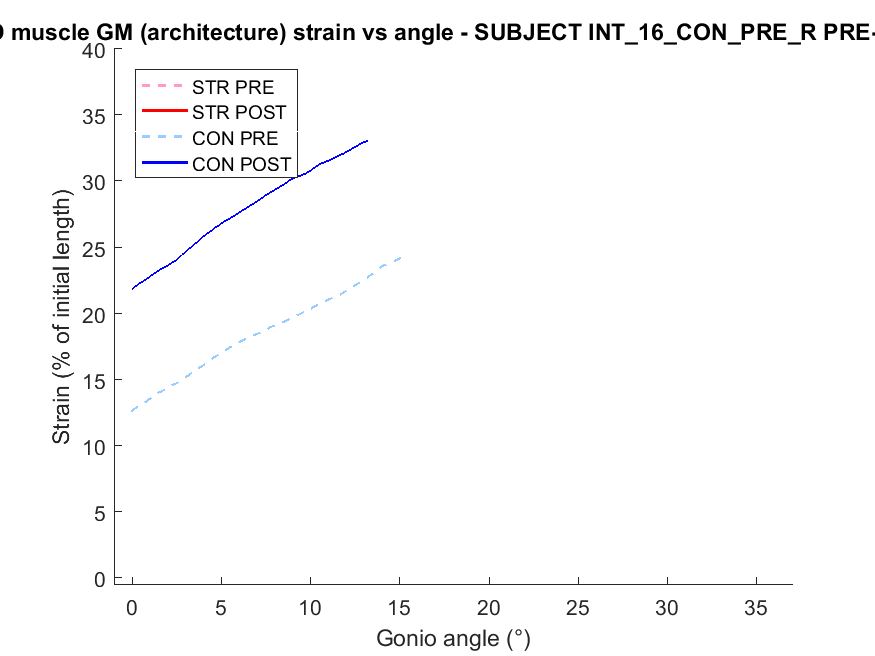 muscle GM (architecture) strain vs angle - SUBJECT INT_16_CON_PRE_R PRE-
40
35
30
25
20
15
10
5
0
Strain (% of initial length)
STR PRE
STR POST
CON PRE
CON POST
0 5 10 15 20 25 30 35
Gonio angle (°)